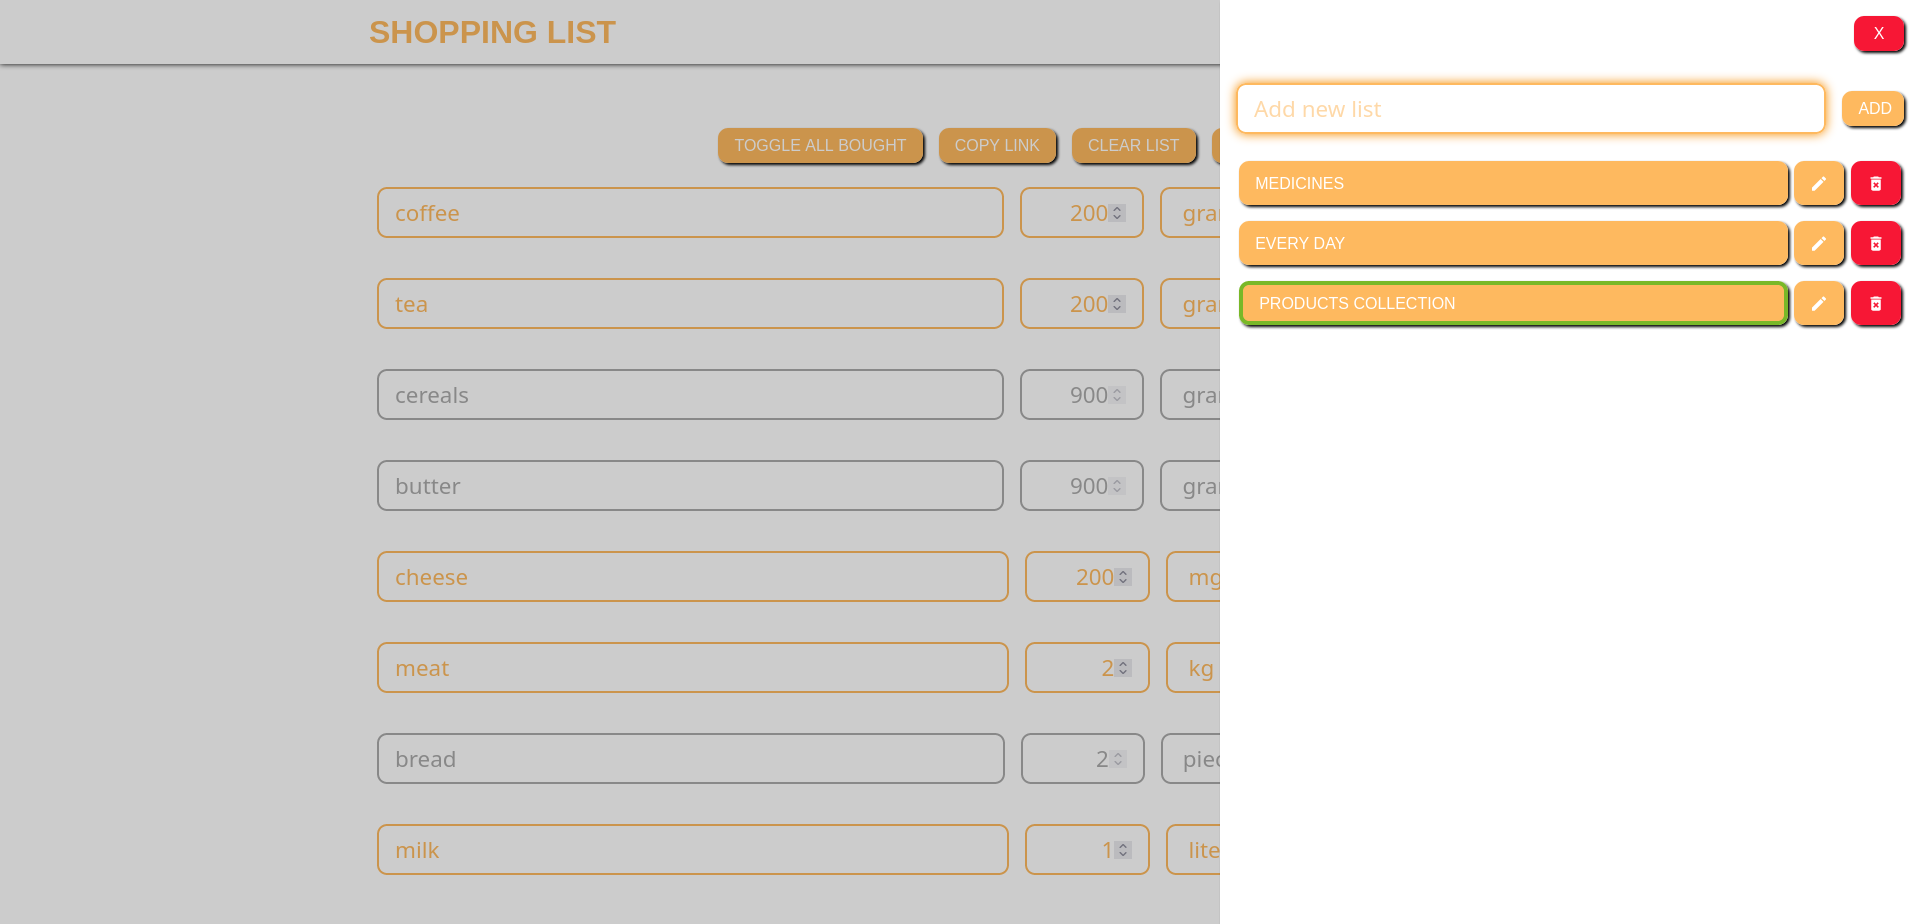 SHOPPING LIST
X
Add new list
ADD
TOGGLE ALL BOUGHT
COPY LINK
CLEAR LIST
MEDICINES
EVERY DAY
PRODUCTS COLLECTION
coffee 200 gra
tea 200 gra
cereals 900 gra
butter 900 gra
cheese 200 mg
meat 2 kg
bread 2 piec
milk 1 lite